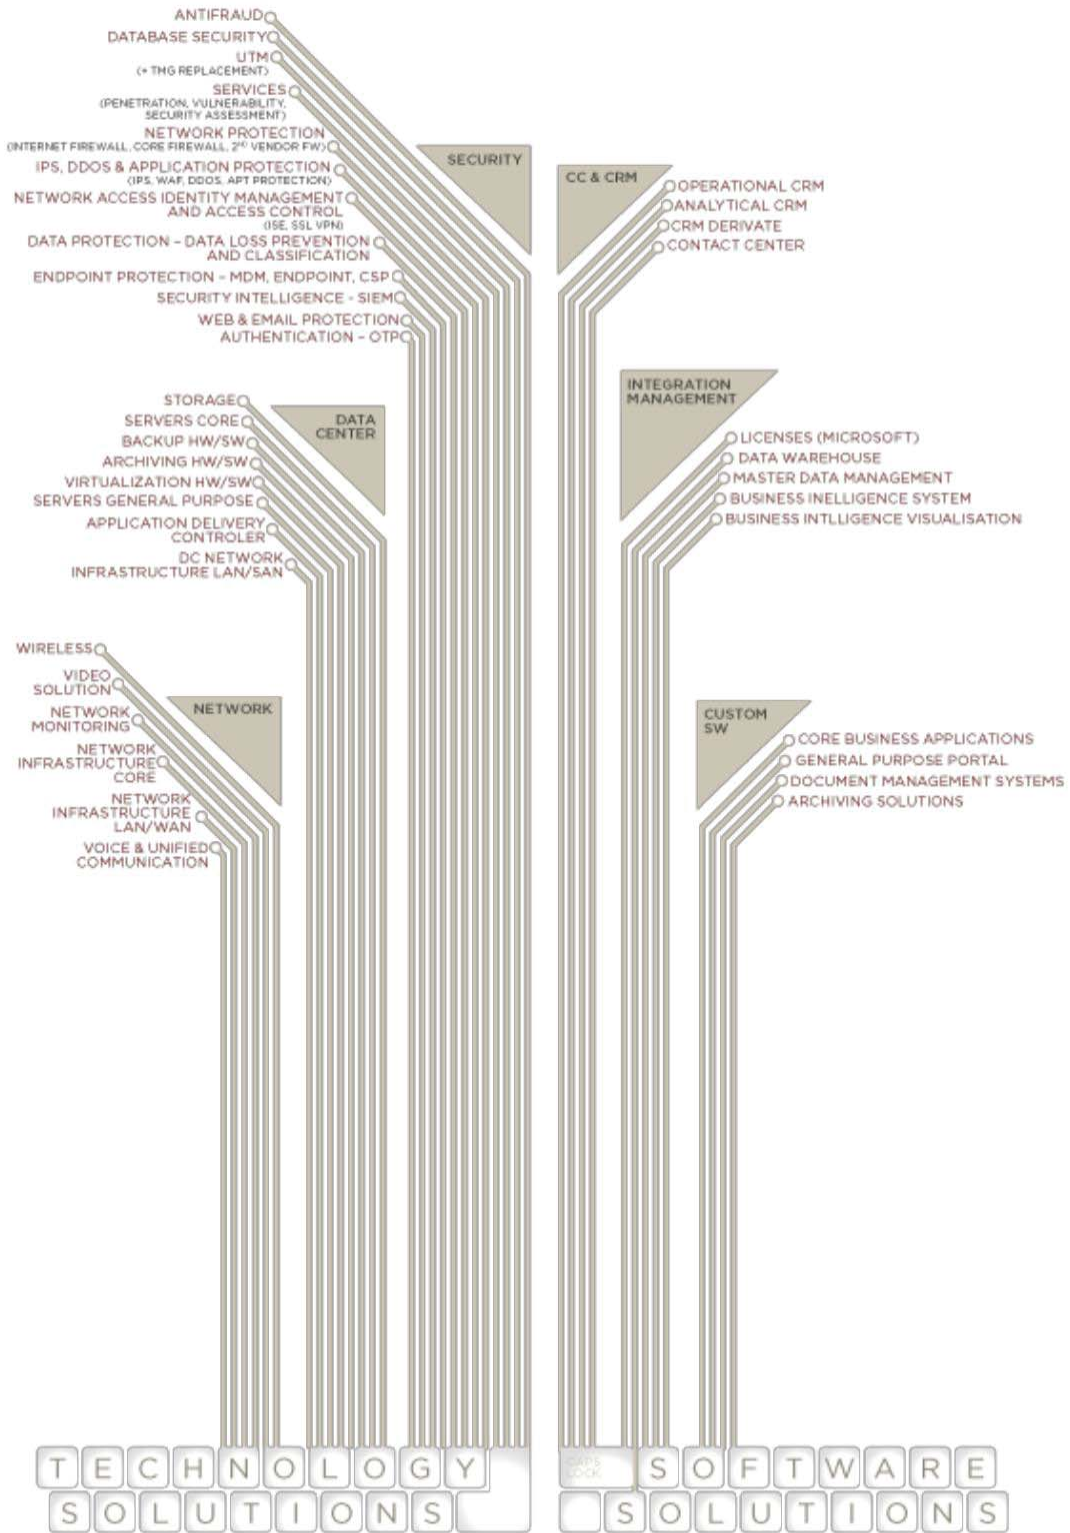 ANTIFRAUD
DATABASE SECURITY
UTM
(+ TMG REPLACEMENT)
SERVICES
(PENETRATION, VULNERABILITY,
SECURITY ASSESSMENT)
NETWORK PROTECTION
(INTERNET FIREWALL, CORE FIREWALL, 2ND VENDOR FW)
IPS, DDOS & APPLICATION PROTECTION
(IPS, WAF, DDOS, APT PROTECTION)
NETWORK ACCESS IDENTITY MANAGEMENT
AND ACCESS CONTROL
(ISE, SSL VPN)
DATA PROTECTION – DATA LOSS PREVENTION
AND CLASSIFICATION
ENDPOINT PROTECTION – MDM, ENDPOINT, CSP
SECURITY INTELLIGENCE - SIEM
WEB & EMAIL PROTECTION
AUTHENTICATION – OTP
SECURITY
CC & CRM
OPERATIONAL CRM
ANALYTICAL CRM
CRM DERIVATE
CONTACT CENTER
STORAGE
SERVERS CORE
BACKUP HW/SW
ARCHIVING HW/SW
VIRTUALIZATION HW/SW
SERVERS GENERAL PURPOSE
APPLICATION DELIVERY
CONTROLER
DC NETWORK
INFRASTRUCTURE LAN/SAN
DATA
CENTER
INTEGRATION
MANAGEMENT
LICENSES (MICROSOFT)
DATA WAREHOUSE
MASTER DATA MANAGEMENT
BUSINESS INELLIGENCE SYSTEM
BUSINESS INTLLIGENCE VISUALISATION
WIRELESS
VIDEO
SOLUTION
NETWORK
MONITORING
NETWORK
INFRASTRUCTURE
CORE
NETWORK
INFRASTRUCTURE
LAN/WAN
VOICE & UNIFIED
COMMUNICATION
NETWORK
CUSTOM
SW
CORE BUSINESS APPLICATIONS
GENERAL PURPOSE PORTAL
DOCUMENT MANAGEMENT SYSTEMS
ARCHIVING SOLUTIONS
TECHNOLOGY
SOLUTIONS
CAPS
LOCK
SOFTWARE
SOLUTIONS